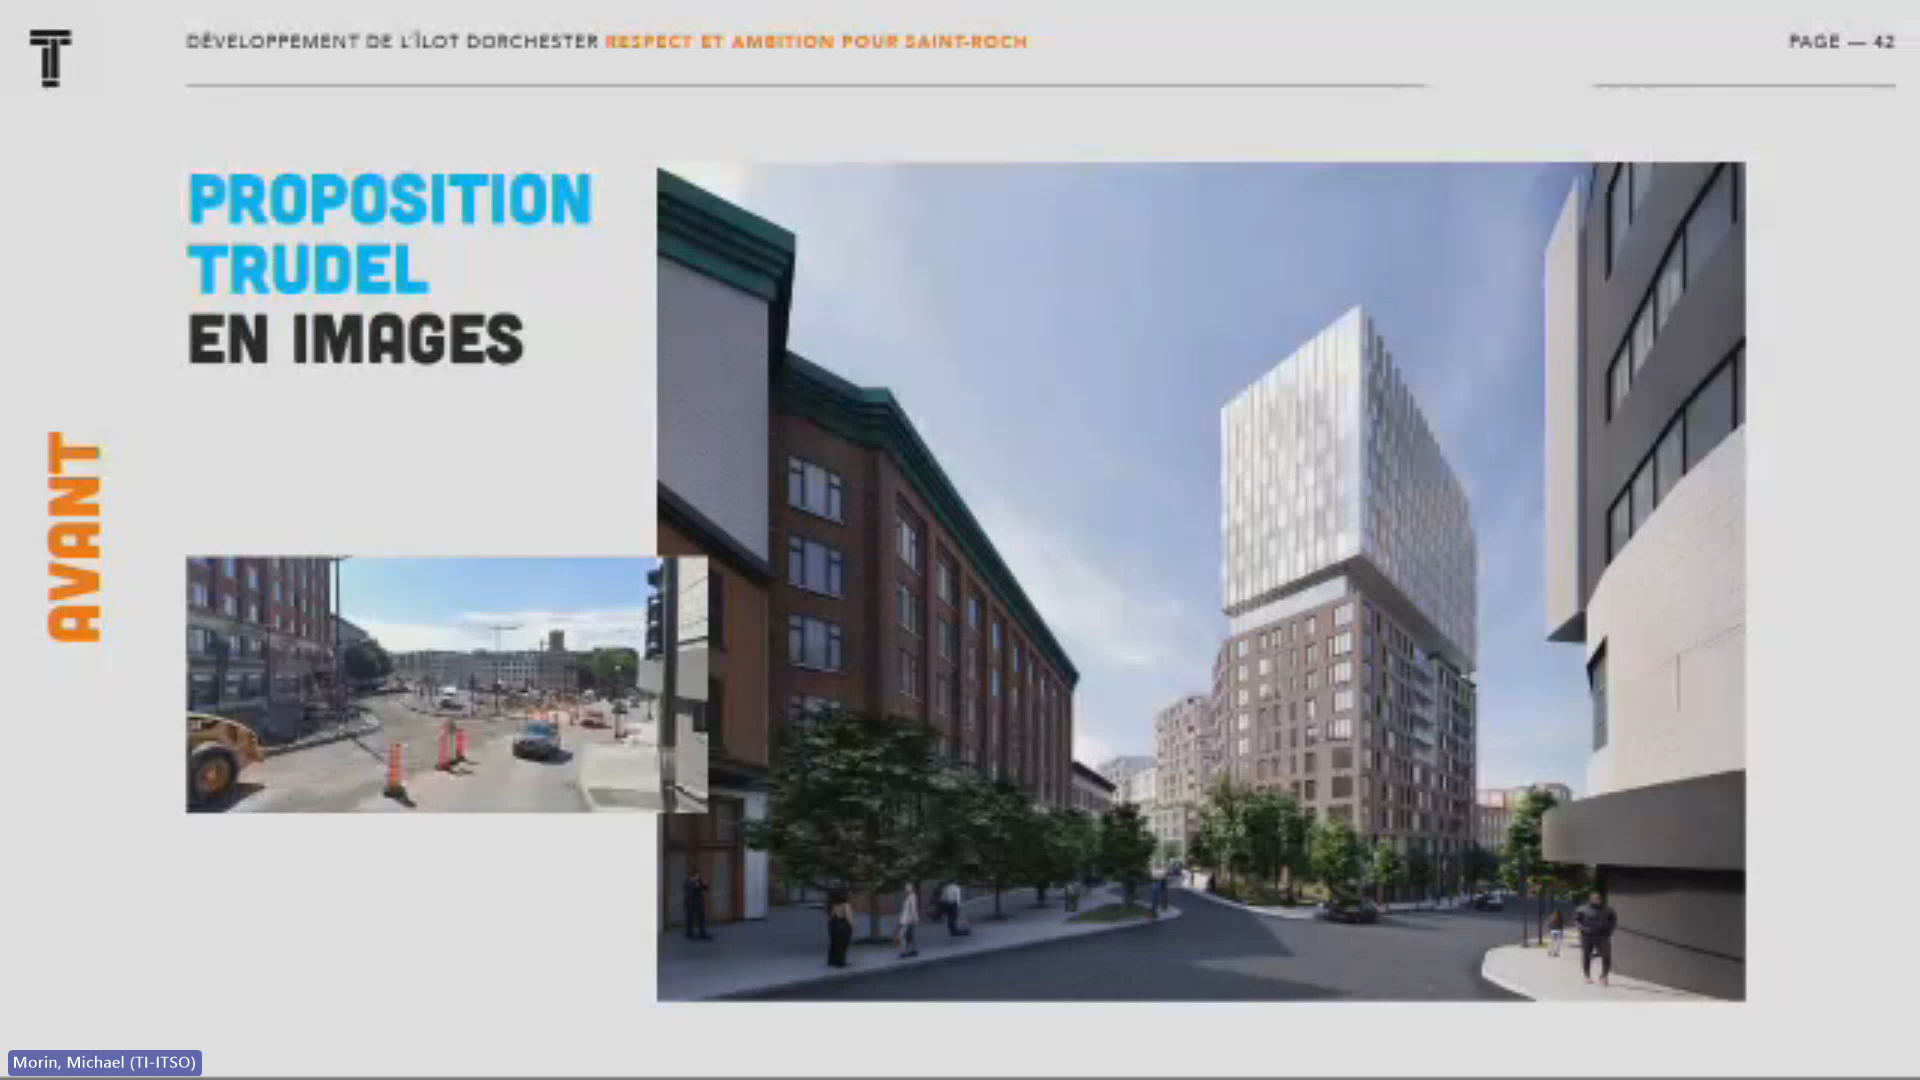 DÉVELOPPEMENT DE L'ÎLOT DORCHESTER RESPECT ET AMBITION POUR SAINT-ROCH
PAGE — 42
PROPOSITION
TRUDEL
EN IMAGES
AVANT
Morin, Michael (TI-ITSO)